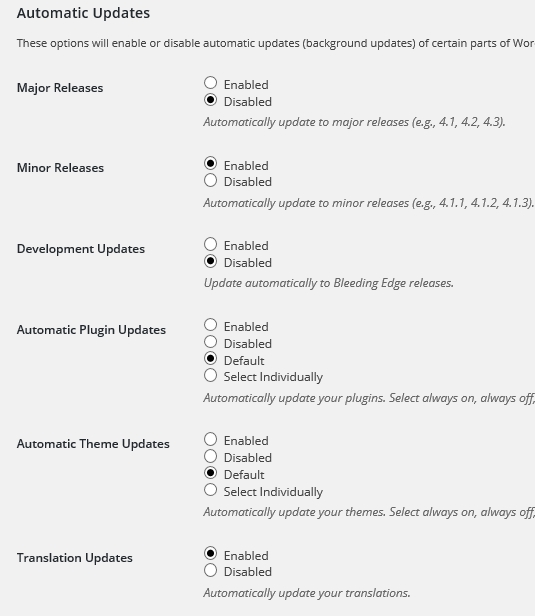 Automatic Updates
These options will enable or disable automatic updates (background updates) of certain parts of Wor
Major Releases
Enabled
Disabled
Automatically update to major releases (e.g., 4.1, 4.2, 4.3).
Minor Releases
Enabled
Disabled
Automatically update to minor releases (e.g., 4.1.1, 4.1.2, 4.1.3).
Development Updates
Enabled
Disabled
Update automatically to Bleeding Edge releases.
Automatic Plugin Updates
Enabled
Disabled
Default
Select Individually
Automatically update your plugins. Select always on, always off,
Automatic Theme Updates
Enabled
Disabled
Default
Select Individually
Automatically update your themes. Select always on, always off,
Translation Updates
Enabled
Disabled
Automatically update your translations.